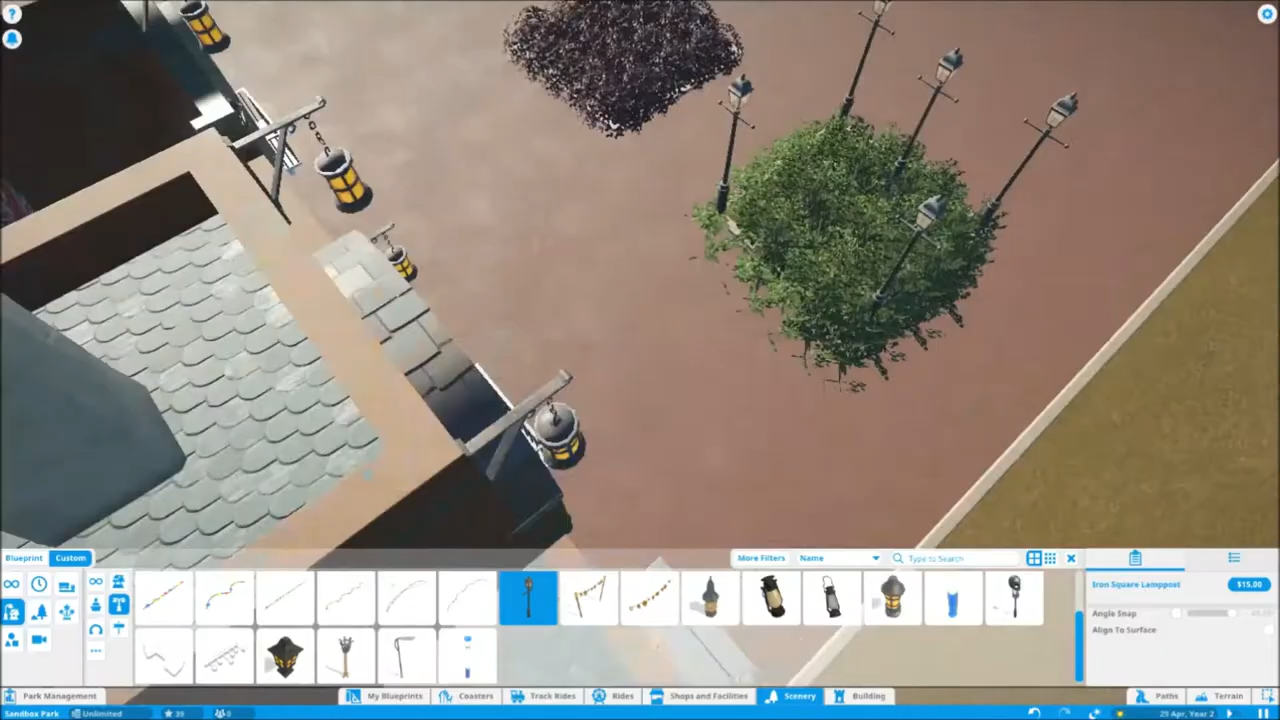 Blueprint Custom More Filters Name Type to Search
Iron Square Lamppost $15.00
Angle Snap
Align To Surface
Park Management My Blueprints Coasters Track Rides Rides Shops and Facilities Scenery Building Paths Terrain
Sandbox Park Unlimited 39 0 25 Apr, Year 2